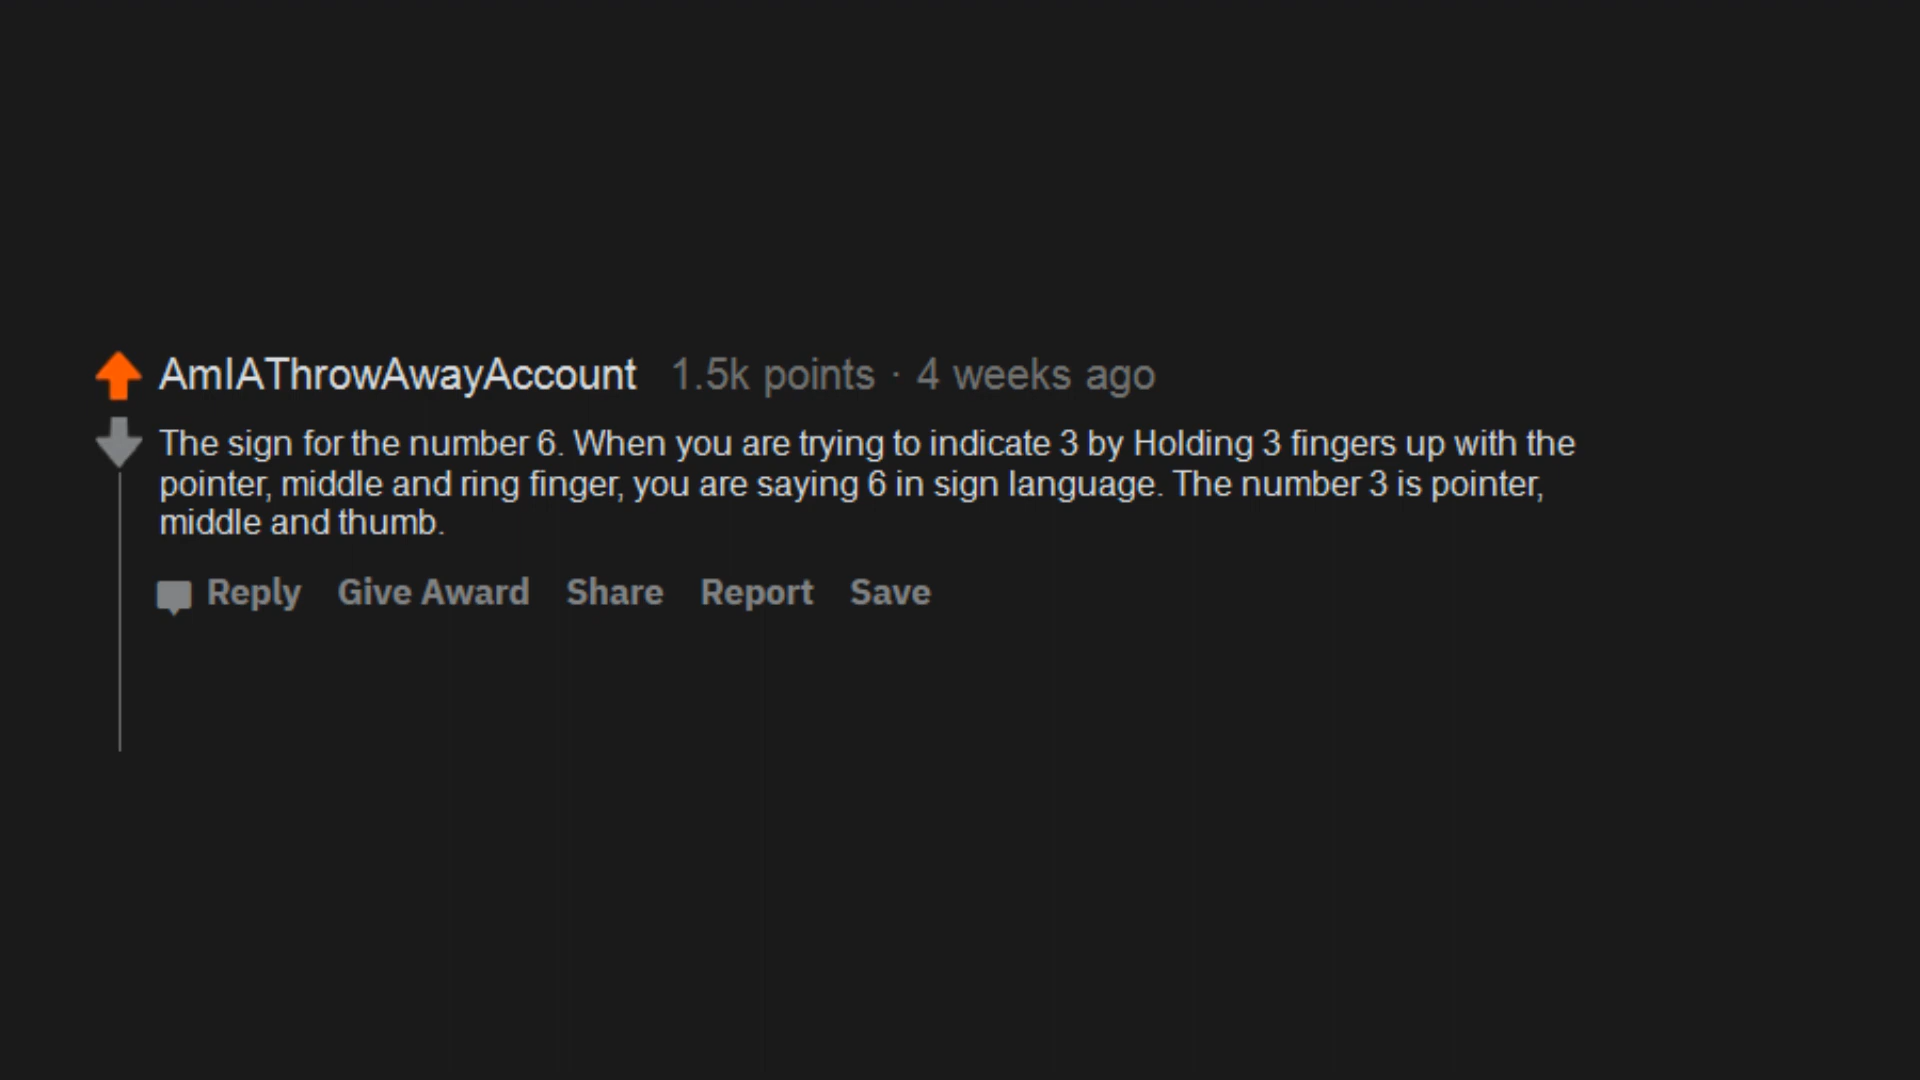 AmIAThrowAwayAccount 1.5k points · 4 weeks ago
The sign for the number 6. When you are trying to indicate 3 by Holding 3 fingers up with the
pointer, middle and ring finger, you are saying 6 in sign language. The number 3 is pointer,
middle and thumb.
Reply Give Award Share Report Save